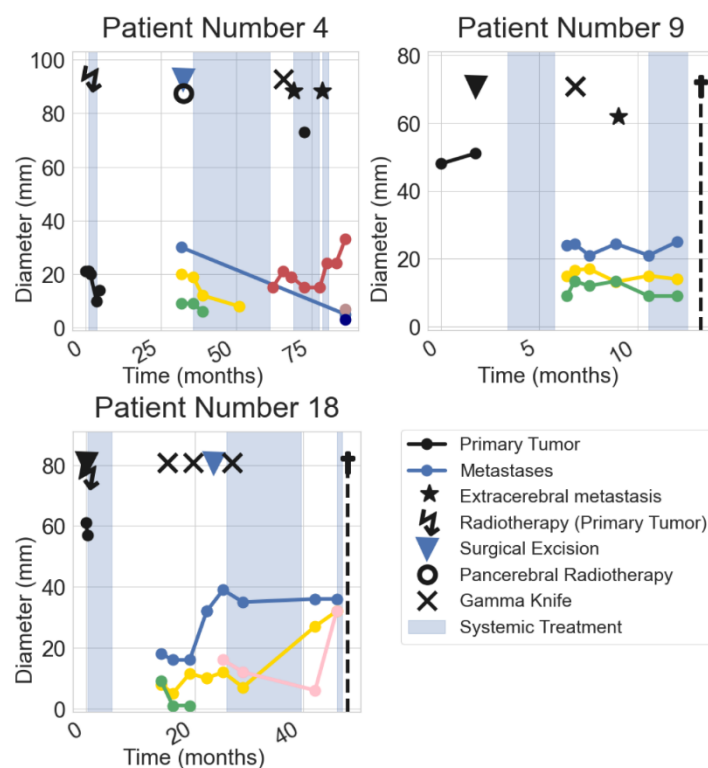 Patient Number 4
100
80
60
40
20
0
Diameter (mm)
0
25
50
75
Time (months)
Patient Number 9
80
60
40
20
0
Diameter (mm)
0
5
10
Time (months)
Patient Number 18
80
60
40
20
0
Diameter (mm)
0
20
40
Time (months)
Primary Tumor
Metastases
Extracerebral metastasis
Radiotherapy (Primary Tumor)
Surgical Excision
Pancerebral Radiotherapy
Gamma Knife
Systemic Treatment